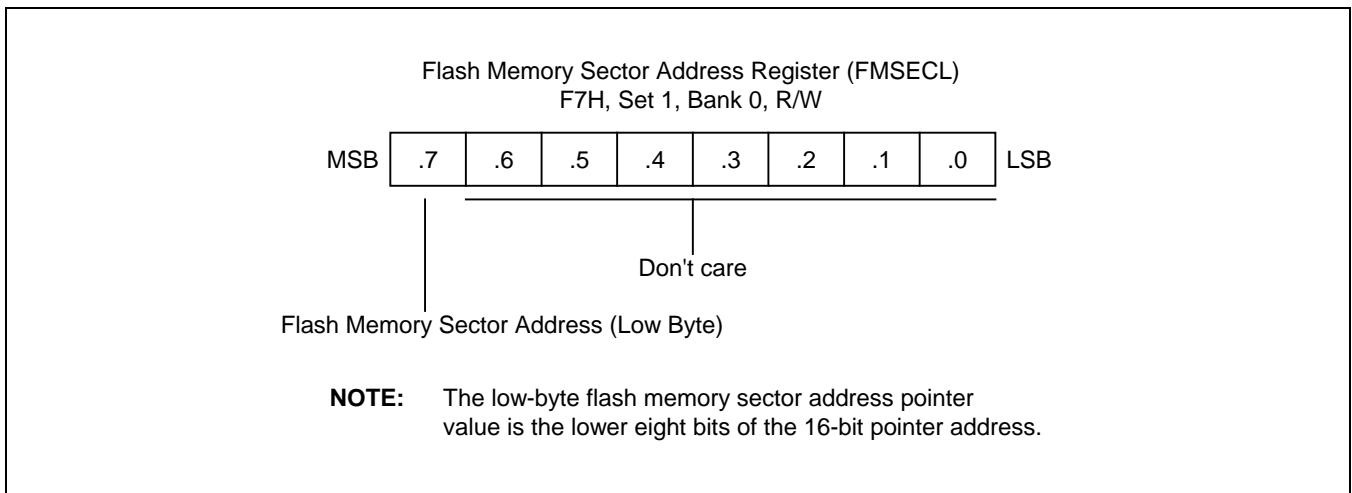 Flash Memory Sector Address Register (FMSECL)
F7H, Set 1, Bank 0, R/W
MSB .7 .6 .5 .4 .3 .2 .1 .0 LSB
Don't care
Flash Memory Sector Address (Low Byte)
NOTE: The low-byte flash memory sector address pointer
value is the lower eight bits of the 16-bit pointer address.